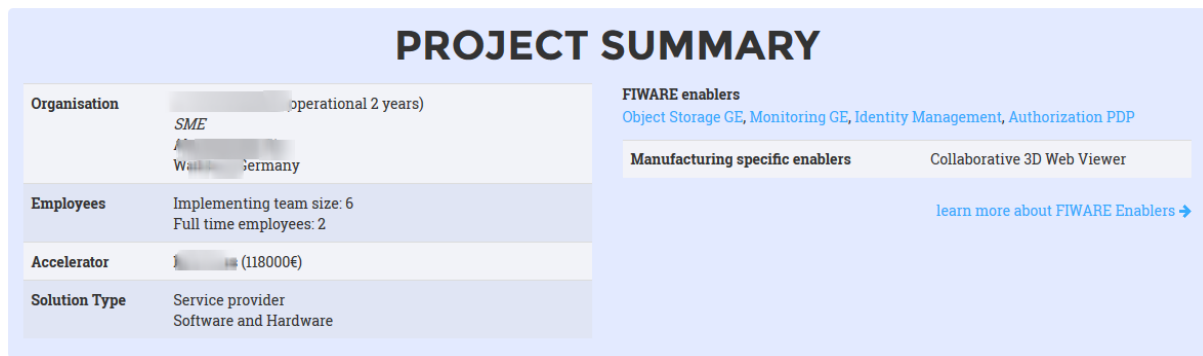 PROJECT SUMMARY
Organisation
operational 2 years)
SME
Germany
Employees
Implementing team size: 6
Full time employees: 2
Accelerator
(118000€)
Solution Type
Service provider
Software and Hardware
FIWARE enablers
Object Storage GE, Monitoring GE, Identity Management, Authorization PDP
Manufacturing specific enablers
Collaborative 3D Web Viewer
learn more about FIWARE Enablers →